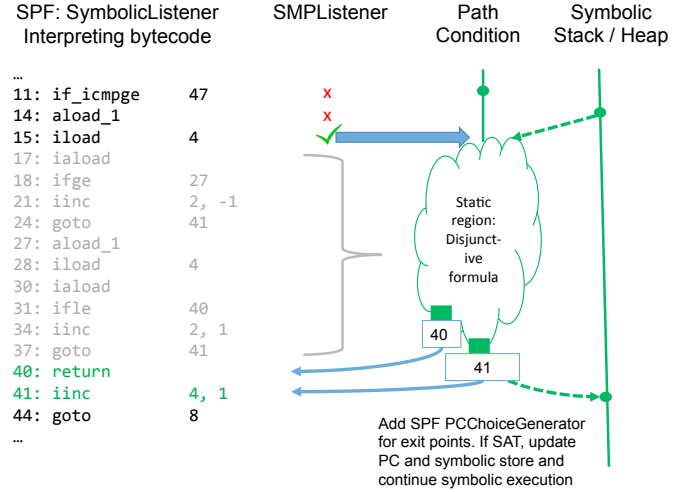 SPF: SymbolicListener
Interpreting bytecode
SMPListener
Path
Condition
Symbolic
Stack / Heap
…
11: if_icmpge 47
x
14: aload_1
x
15: iload 4
17: iaload
18: ifge 27
21: iinc 2, -1
24: goto 41
27: aload_1
28: iload 4
30: iaload
31: ifle 40
34: iinc 2, 1
37: goto 41
40: return
41: iinc 4, 1
44: goto 8
…
Static
region:
Disjunct-
ive
formula
40
41
Add SPF PCChoiceGenerator
for exit points. If SAT, update
PC and symbolic store and
continue symbolic execution